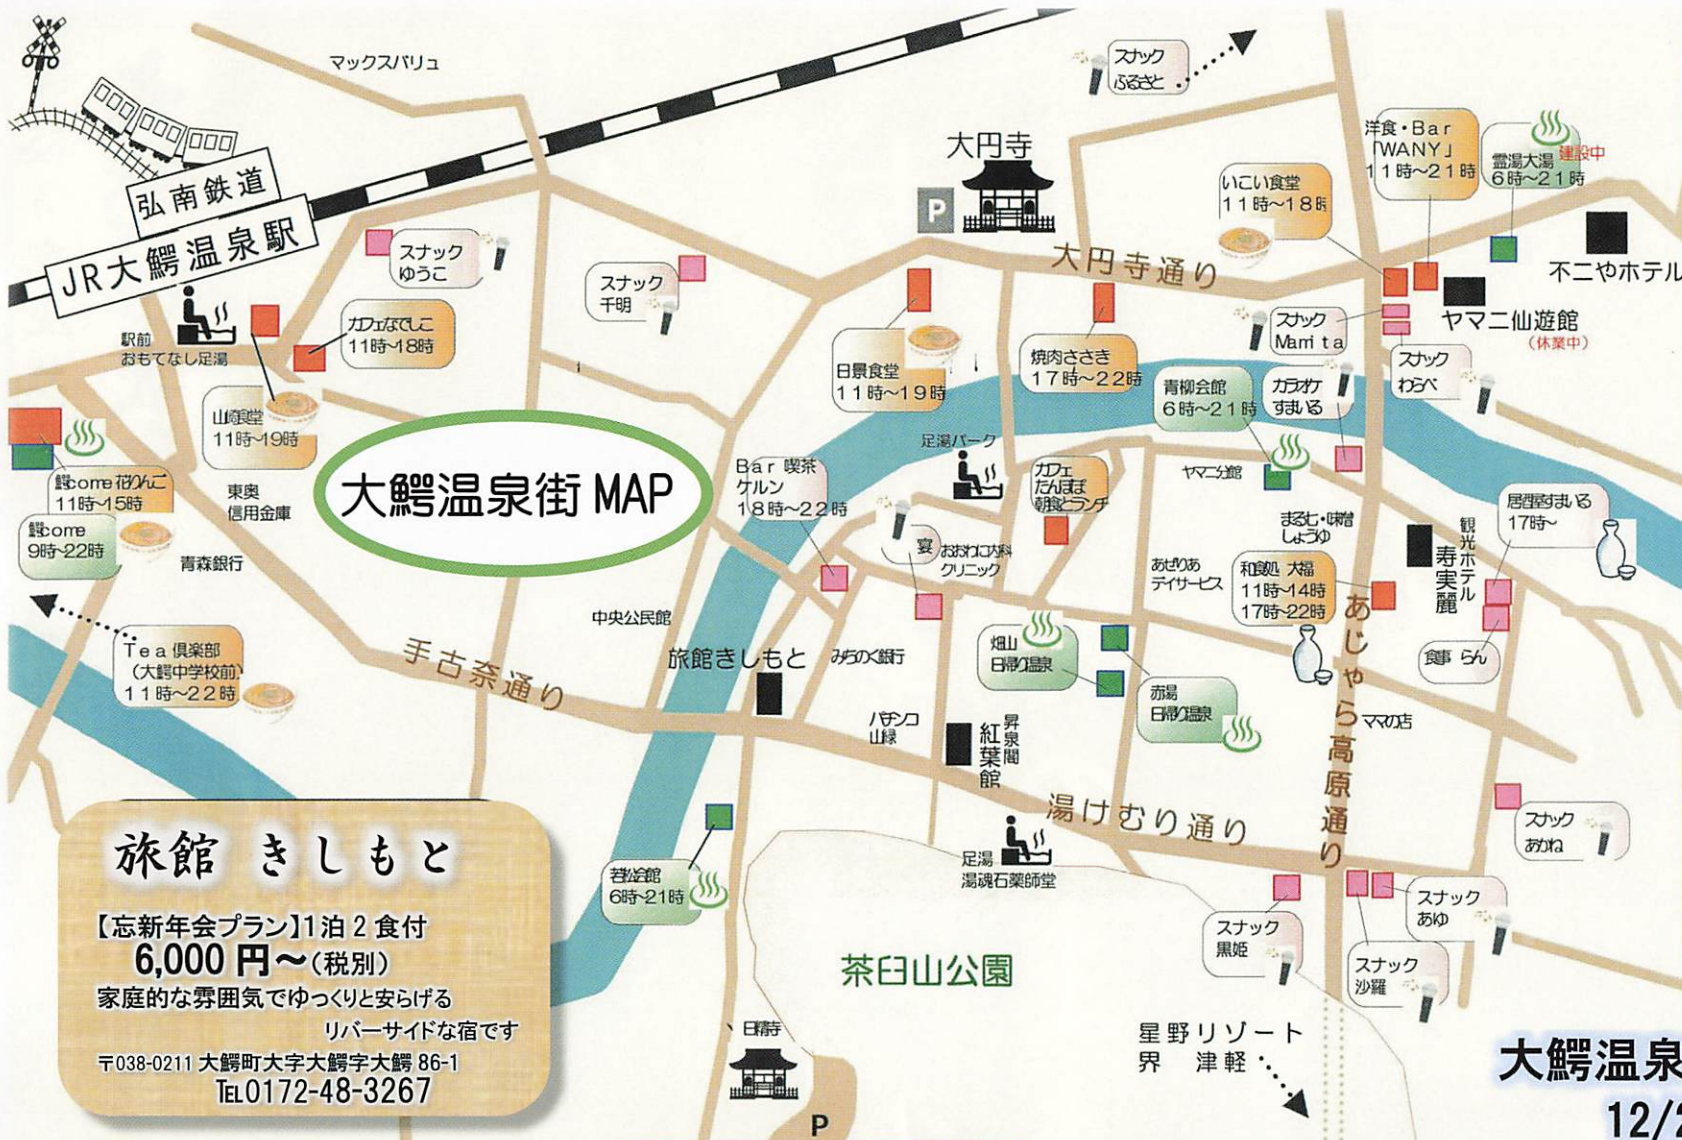 マックスバリュ
弘南鉄道
JR大鰐温泉駅
駅前
おもてなし足湯
スナック
ゆうこ
カフェなでしこ
11時~18時
山崎食堂
11時~19時
スナック
千明
鰐come 花りんご
11時~15時
鰐come
9時~22時
東奥
信用金庫
青森銀行
Tea 倶楽部
(大鰐中学校前)
11時~22時
大鰐温泉街 MAP
手古奈通り
中央公民館
大円寺
P
大円寺通り
スナック
ふるさと
日景食堂
11時~19時
焼肉ささき
17時~22時
いこい食堂
11時~18時
洋食・Bar
「WANY」
11時~21時
霊湯大湯
建設中
6時~21時
不二やホテル
ヤマニ仙遊館
(休業中)
スナック
Mamita
スナック
わらべ
青柳会館
6時~21時
カラオケ
すまいる
ヤマニ公館
足湯パーク
カフェ
たんぽぽ
朝食とランチ
Bar 喫茶
ケルン
18時~22時
宴
おおわに内科
クリニック
あぜりあ
デイサービス
まる七・味噌
しょうゆ
和食処 大福
11時~14時
17時~22時
観光ホテル
寿実麗
居酒屋すまいる
17時~
食事 らん
あじゃら高原通り
ママの店
旅館きしもと
みちのく銀行
パチンコ
山緑
昇泉閣
紅葉館
畑山
日帰り温泉
赤湯
日帰り温泉
湯けむり通り
足湯
湯魂石薬師堂
若松会館
6時~21時
スナック
あかね
スナック
あゆ
スナック
沙羅
スナック
黒姫
茶臼山公園
日精寺
P
星野リゾート
界 津軽
旅館 きしもと
【忘新年会プラン】1泊2食付
6,000円~(税別)
家庭的な雰囲気でゆっくりと安らげる
リバーサイドな宿です
〒038-0211 大鰐町大字大鰐字大鰐 86-1
TEL0172-48-3267
大鰐温泉
12/2